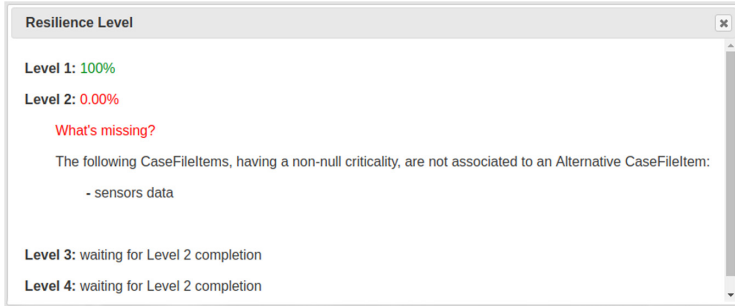 Resilience Level
Level 1: 100%
Level 2: 0.00%
What's missing?
The following CaseFileItems, having a non-null criticality, are not associated to an Alternative CaseFileItem:
- sensors data
Level 3: waiting for Level 2 completion
Level 4: waiting for Level 2 completion